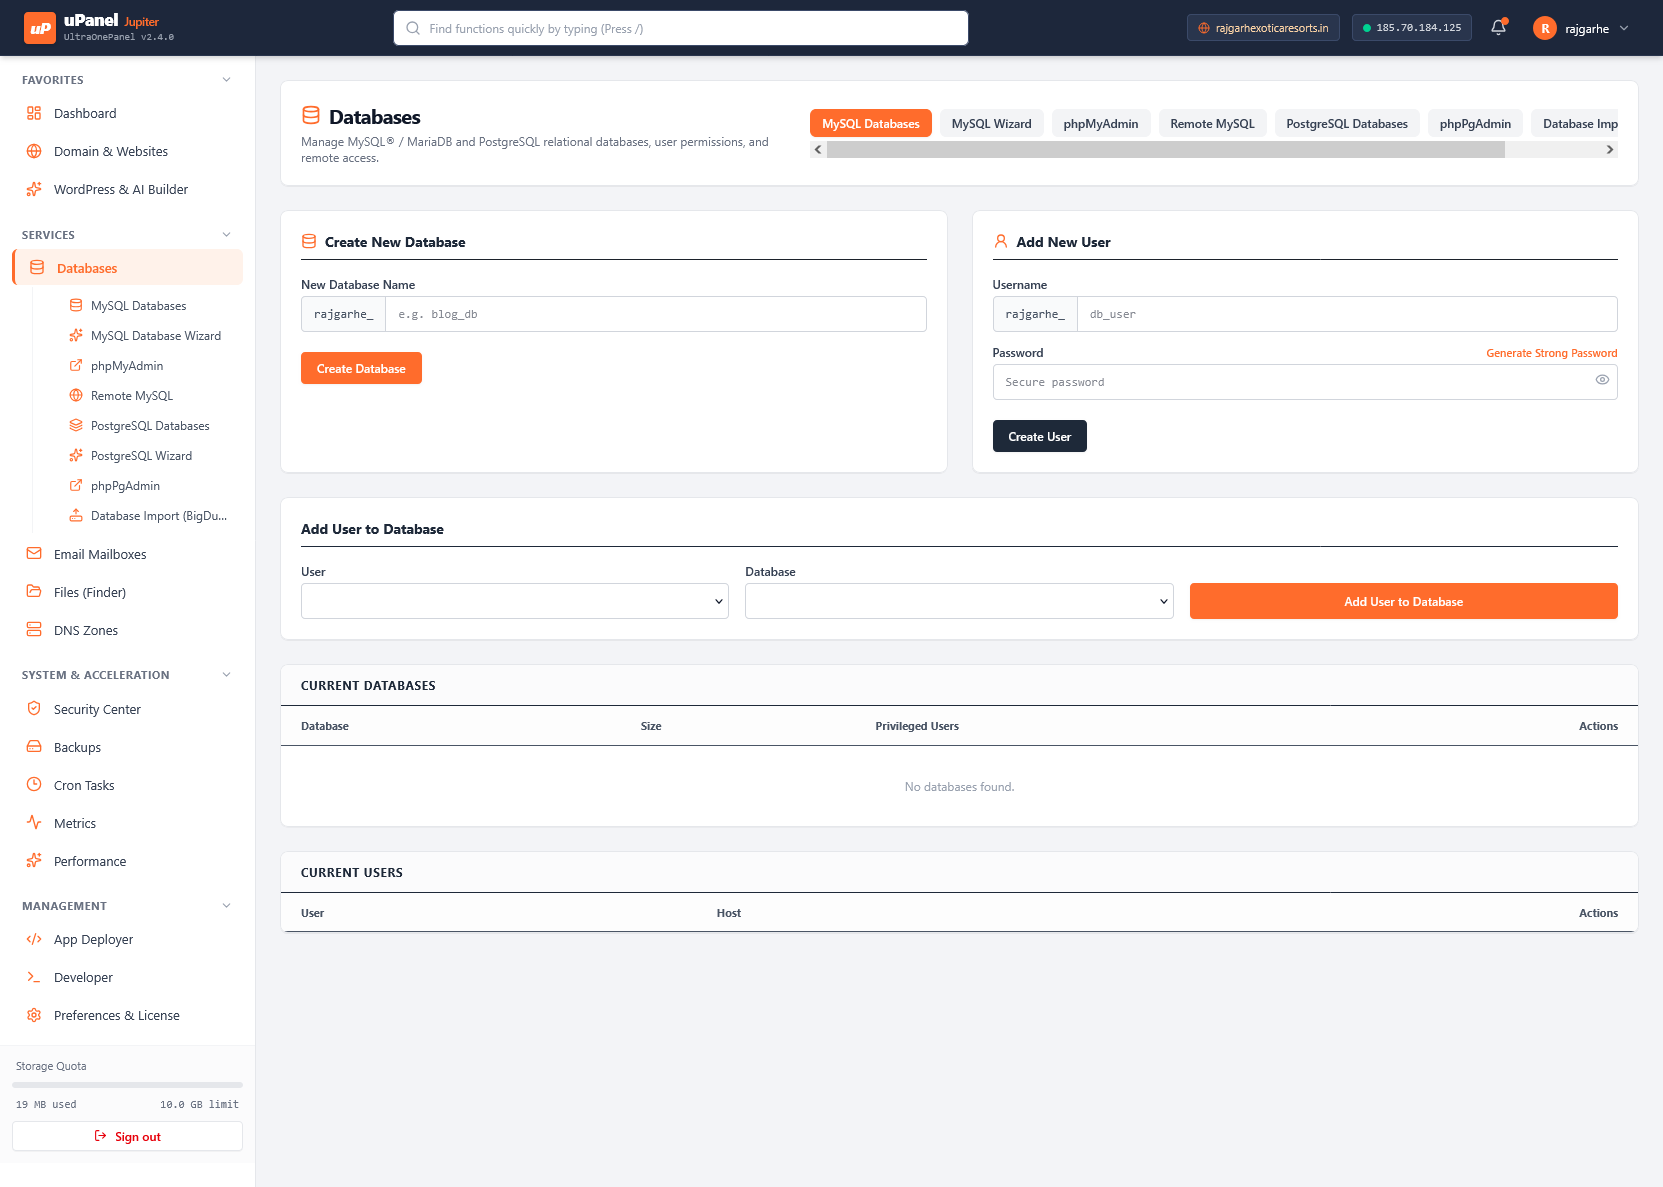 uP uPanel Jupiter
UltraOnePanel v2.4.0
Find functions quickly by typing (Press /)
rajgarhexoticaresorts.in
185.70.184.125
R rajgarhe
FAVORITES
Dashboard
Domain & Websites
WordPress & AI Builder
SERVICES
Databases
MySQL Databases
MySQL Database Wizard
phpMyAdmin
Remote MySQL
PostgreSQL Databases
PostgreSQL Wizard
phpPgAdmin
Database Import (BigDu...
Email Mailboxes
Files (Finder)
DNS Zones
SYSTEM & ACCELERATION
Security Center
Backups
Cron Tasks
Metrics
Performance
MANAGEMENT
App Deployer
Developer
Preferences & License
Storage Quota
19 MB used 10.0 GB limit
Sign out
Databases
Manage MySQL® / MariaDB and PostgreSQL relational databases, user permissions, and
remote access.
MySQL Databases MySQL Wizard phpMyAdmin Remote MySQL PostgreSQL Databases phpPgAdmin Database Imp
Create New Database
New Database Name
rajgarhe_ e.g. blog_db
Create Database
Add New User
Username
rajgarhe_ db_user
Password Generate Strong Password
Secure password
Create User
Add User to Database
User Database
Add User to Database
CURRENT DATABASES
Database Size Privileged Users Actions
No databases found.
CURRENT USERS
User Host Actions